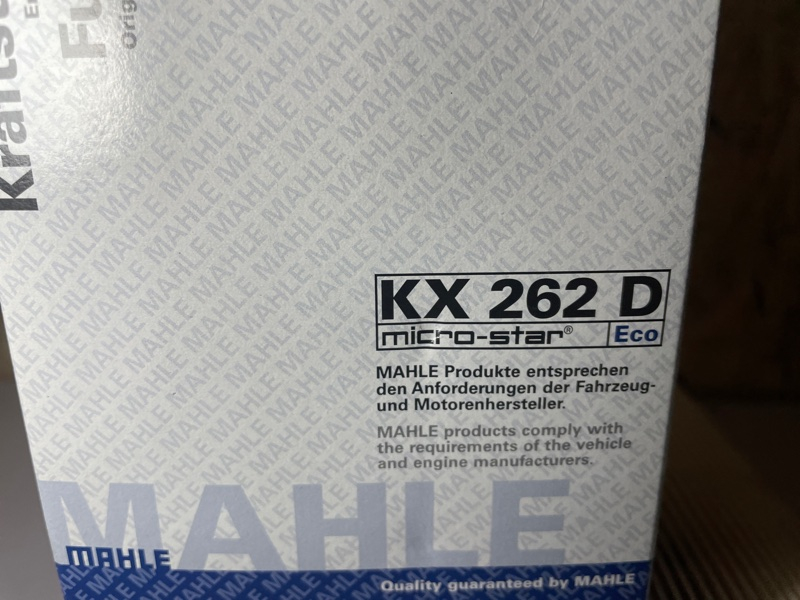 KX 262 D
micro-star®
Eco
MAHLE Produkte entsprechen
den Anforderungen der Fahrzeug-
und Motorenhersteller.
MAHLE products comply with
the requirements of the vehicle
and engine manufacturers.
MAHLE
MAHLE
Quality guaranteed by MAHLE